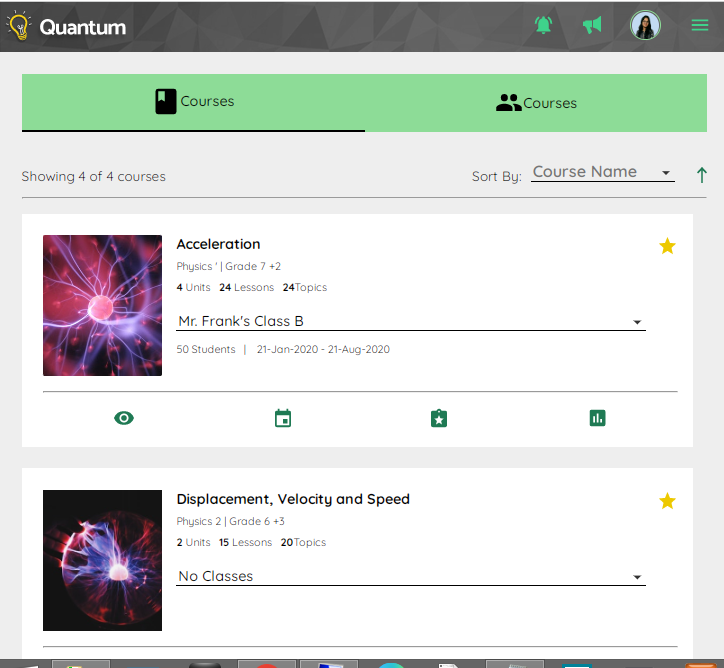 Quantum
Courses
Courses
Showing 4 of 4 courses
Sort By: Course Name
Acceleration
Physics ' | Grade 7 +2
4 Units 24 Lessons 24Topics
Mr. Frank's Class B
50 Students | 21-Jan-2020 - 21-Aug-2020
Displacement, Velocity and Speed
Physics 2 | Grade 6 +3
2 Units 15 Lessons 20Topics
No Classes